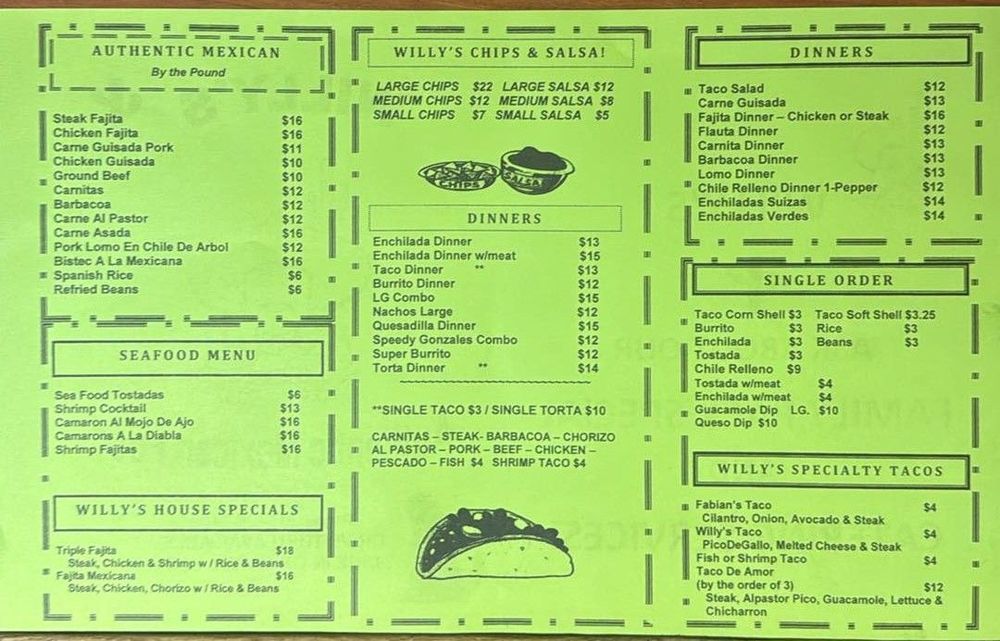 AUTHENTIC MEXICAN
By the Pound
Steak Fajita $16
Chicken Fajita $16
Carne Guisada Pork $11
Chicken Guisada $10
Ground Beef $10
Carnitas $12
Barbacoa $12
Carne Al Pastor $12
Carne Asada $16
Pork Lomo En Chile De Arbol $12
Bistec A La Mexicana $16
Spanish Rice $6
Refried Beans $6
SEAFOOD MENU
Sea Food Tostadas $6
Shrimp Cocktail $13
Camaron Al Mojo De Ajo $16
Camarons A La Diabla $16
Shrimp Fajitas $16
WILLY'S HOUSE SPECIALS
Triple Fajita $18
Steak, Chicken & Shrimp w / Rice & Beans
Fajita Mexicana $16
Steak, Chicken, Chorizo w / Rice & Beans
WILLY'S CHIPS & SALSA!
LARGE CHIPS $22 LARGE SALSA $12
MEDIUM CHIPS $12 MEDIUM SALSA $8
SMALL CHIPS $7 SMALL SALSA $5
CHIPS SALSA
DINNERS
Enchilada Dinner $13
Enchilada Dinner w/meat $15
Taco Dinner ** $13
Burrito Dinner $12
LG Combo $15
Nachos Large $12
Quesadilla Dinner $15
Speedy Gonzales Combo $12
Super Burrito $12
Torta Dinner ** $14
**SINGLE TACO $3 / SINGLE TORTA $10
CARNITAS – STEAK- BARBACOA – CHORIZO
AL PASTOR – PORK – BEEF – CHICKEN –
PESCADO – FISH $4 SHRIMP TACO $4
DINNERS
Taco Salad $12
Carne Guisada $13
Fajita Dinner – Chicken or Steak $16
Flauta Dinner $12
Carnita Dinner $13
Barbacoa Dinner $13
Lomo Dinner $13
Chile Relleno Dinner 1-Pepper $12
Enchiladas Suizas $14
Enchiladas Verdes $14
SINGLE ORDER
Taco Corn Shell $3 Taco Soft Shell $3.25
Burrito $3 Rice $3
Enchilada $3 Beans $3
Tostada $3
Chile Relleno $9
Tostada w/meat $4
Enchilada w/meat $4
Guacamole Dip LG. $10
Queso Dip $10
WILLY'S SPECIALTY TACOS
Fabian's Taco $4
Cilantro, Onion, Avocado & Steak
Willy's Taco $4
PicoDeGallo, Melted Cheese & Steak
Fish or Shrimp Taco $4
Taco De Amor
(by the order of 3) $12
Steak, Alpastor Pico, Guacamole, Lettuce &
Chicharron